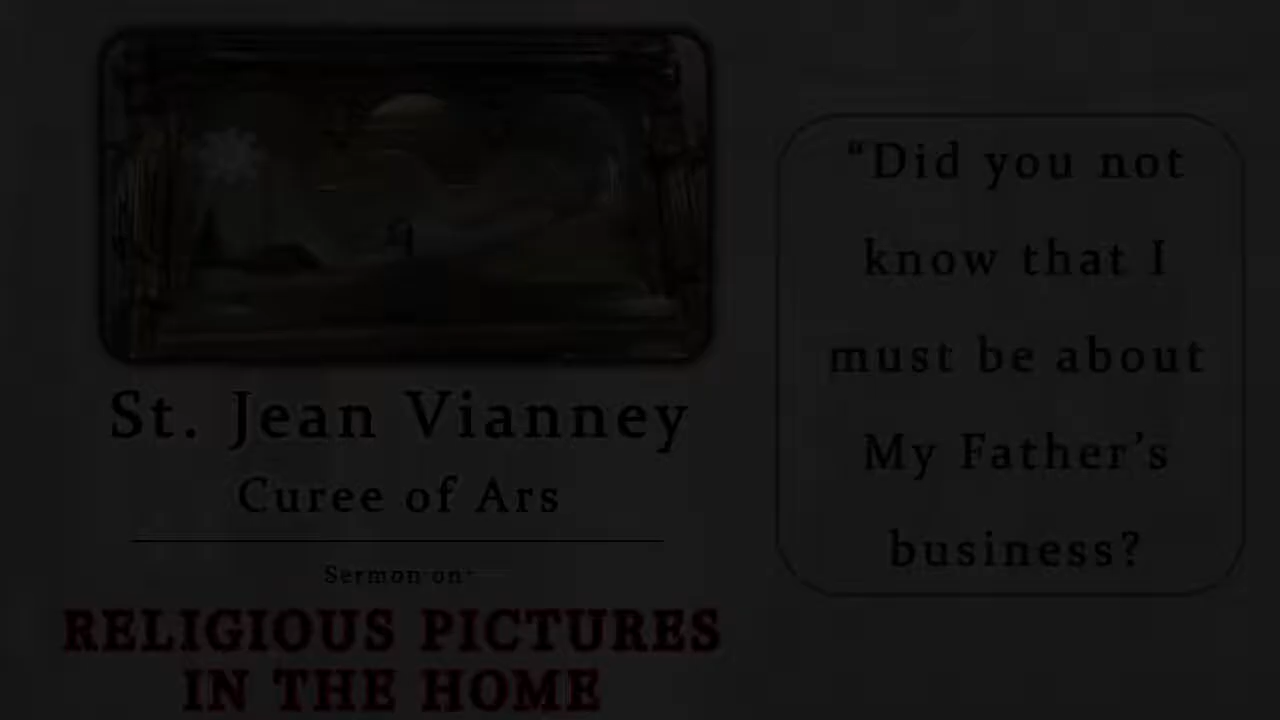 St. Jean Vianney
Curee of Ars
Sermon on
RELIGIOUS PICTURES
IN THE HOME
“Did you not
know that I
must be about
My Father’s
business?